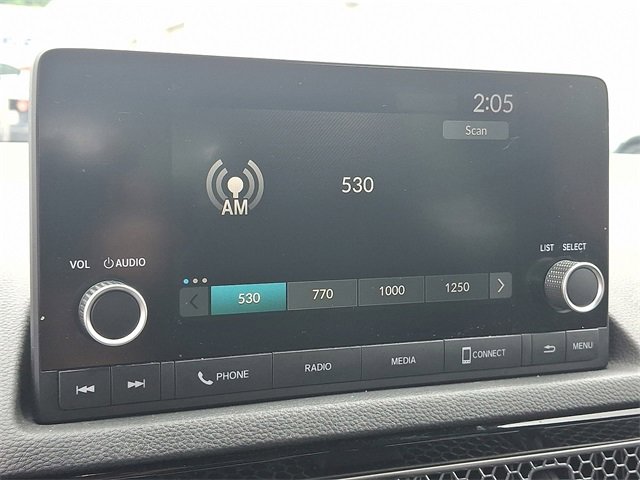 2:05
Scan
AM
530
VOL AUDIO
LIST SELECT
530 770 1000 1250
PHONE RADIO MEDIA CONNECT MENU